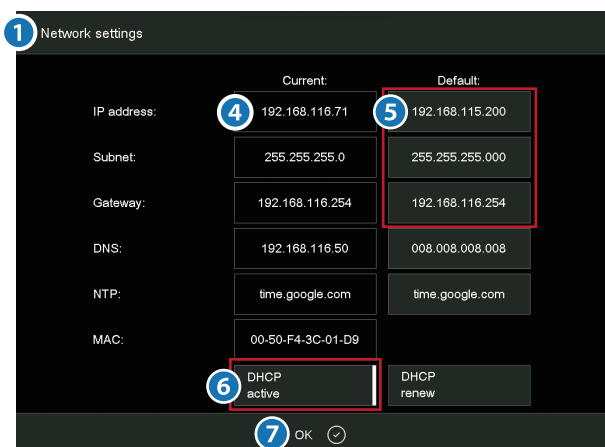 1 Network settings
Current: Default:
IP address: 4 192.168.116.71 5 192.168.115.200
Subnet: 255.255.255.0 255.255.255.000
Gateway: 192.168.116.254 192.168.116.254
DNS: 192.168.116.50 008.008.008.008
NTP: time.google.com time.google.com
MAC: 00-50-F4-3C-01-D9
6 DHCP active DHCP renew
7 OK